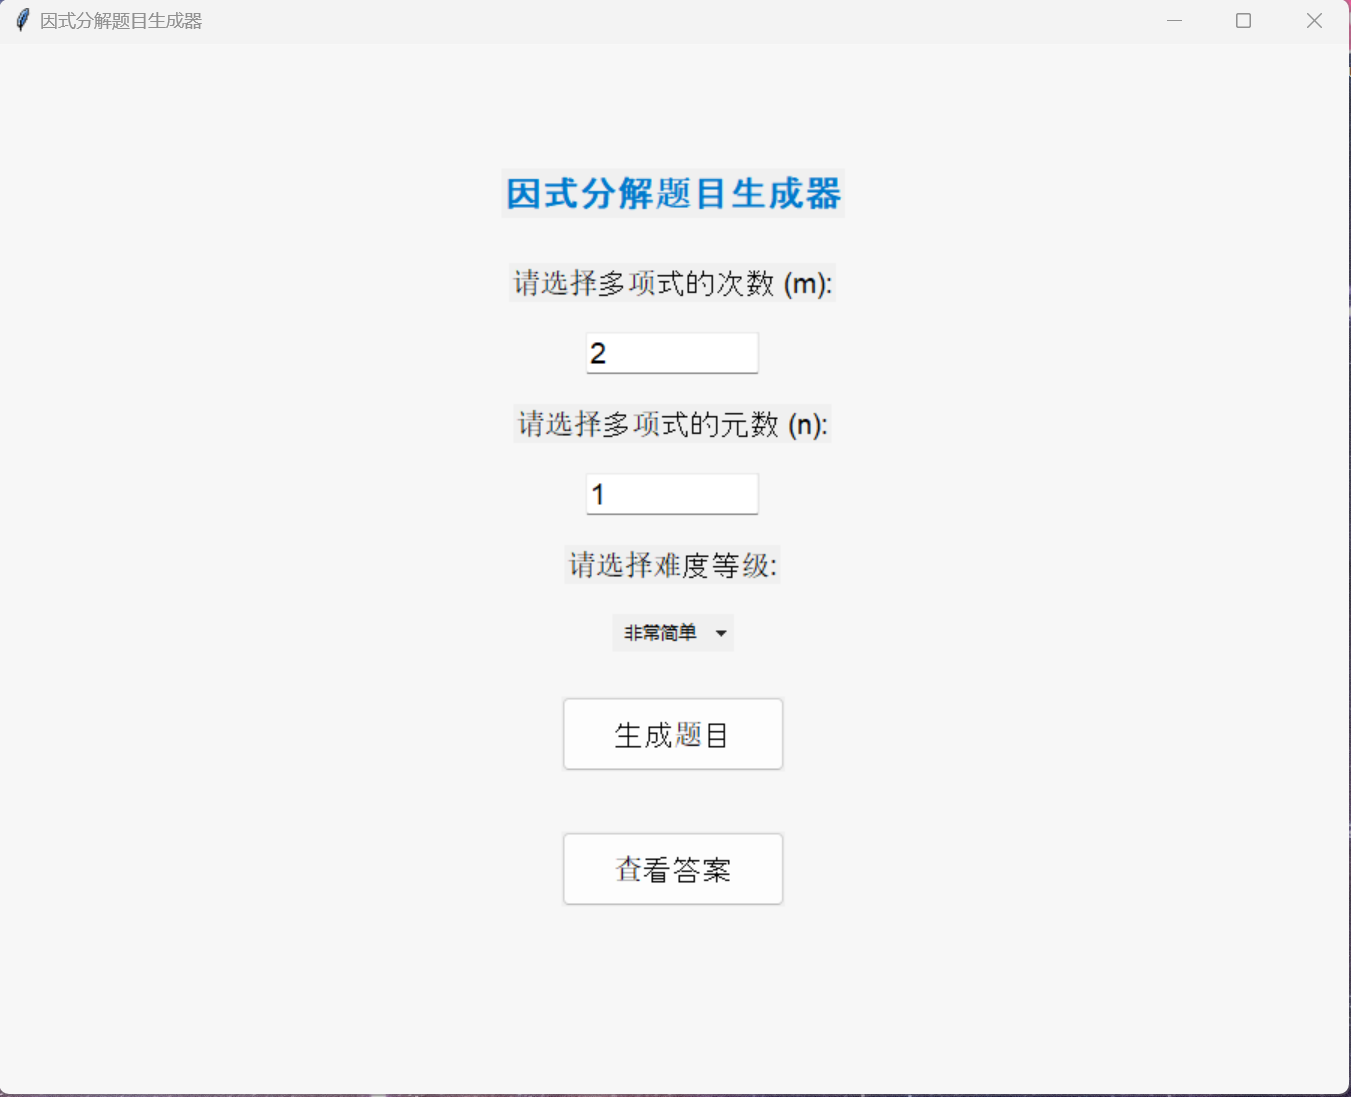 因式分解题目生成器
因式分解题目生成器
请选择多项式的次数 (m):
2
请选择多项式的元数 (n):
1
请选择难度等级:
非常简单
生成题目
查看答案